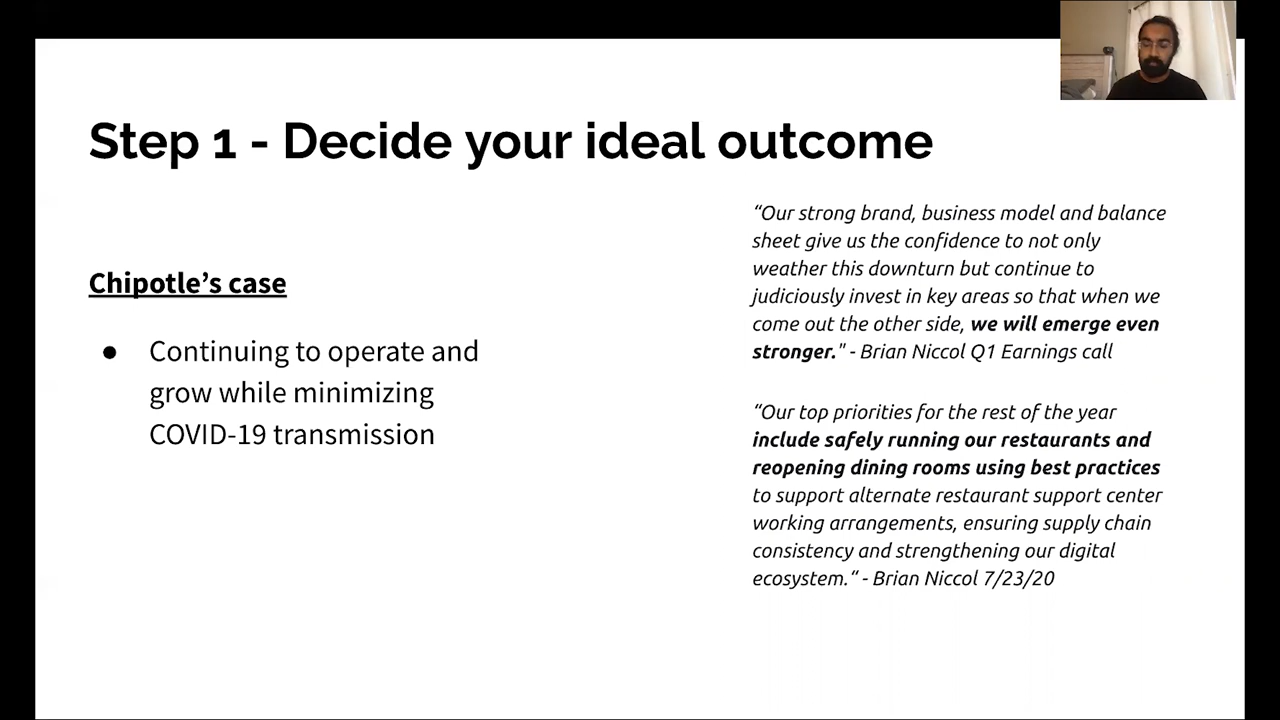 Step 1 - Decide your ideal outcome
Chipotle’s case
● Continuing to operate and
grow while minimizing
COVID-19 transmission
“Our strong brand, business model and balance
sheet give us the confidence to not only
weather this downturn but continue to
judiciously invest in key areas so that when we
come out the other side, we will emerge even
stronger." - Brian Niccol Q1 Earnings call
“Our top priorities for the rest of the year
include safely running our restaurants and
reopening dining rooms using best practices
to support alternate restaurant support center
working arrangements, ensuring supply chain
consistency and strengthening our digital
ecosystem.“ - Brian Niccol 7/23/20